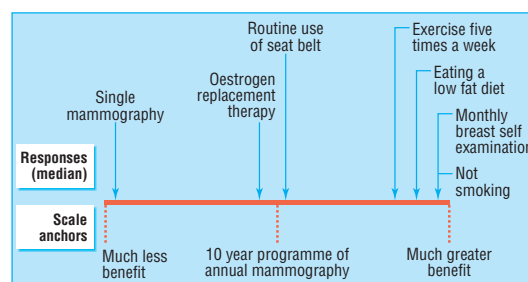 Routine use
of seat belt
Exercise five
times a week
Single
mammography
Oestrogen
replacement
therapy
Eating a
low fat diet
Monthly
breast self
examination
Not
smoking
Responses
(median)
Scale
anchors
Much less
benefit
10 year programme of
annual mammography
Much greater
benefit